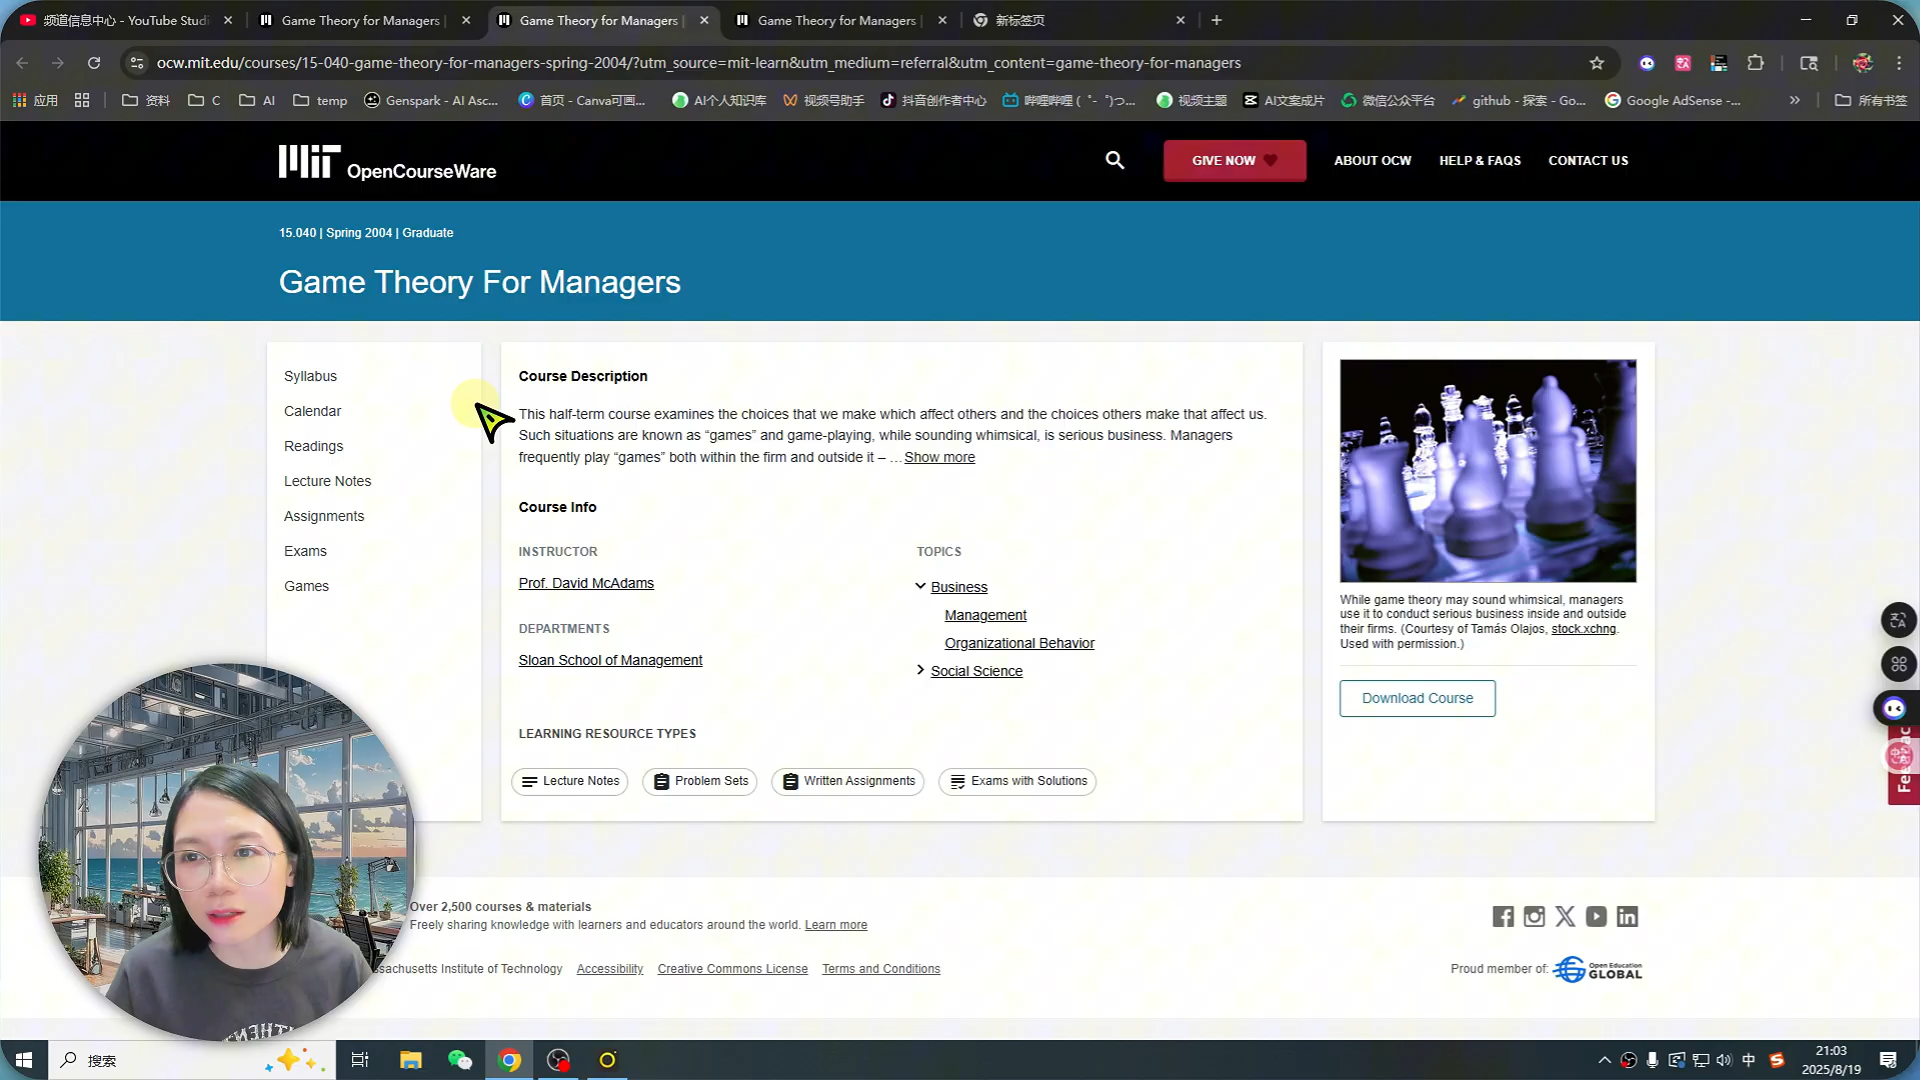 频道信息中心 - YouTube Studi
Game Theory for Managers
Game Theory for Managers
Game Theory for Managers
新标签页
ocw.mit.edu/courses/15-040-game-theory-for-managers-spring-2004/?utm_source=mit-learn&utm_medium=referral&utm_content=game-theory-for-managers
应用
资料
C
AI
temp
Genspark - AI Asc...
首页 - Canva可画...
AI个人知识库
视频号助手
抖音创作者中心
哔哩哔哩 ( ゜- ゜)つ...
视频主题
AI文案成片
微信公众平台
github - 探索 - Go...
Google AdSense -...
所有书签
MIT OpenCourseWare
GIVE NOW
ABOUT OCW
HELP & FAQS
CONTACT US
15.040 | Spring 2004 | Graduate
Game Theory For Managers
Syllabus
Calendar
Readings
Lecture Notes
Assignments
Exams
Games
Course Description
This half-term course examines the choices that we make which affect others and the choices others make that affect us.
Such situations are known as “games” and game-playing, while sounding whimsical, is serious business. Managers
frequently play “games” both within the firm and outside it – …Show more
Course Info
INSTRUCTOR
Prof. David McAdams
DEPARTMENTS
Sloan School of Management
TOPICS
Business
Management
Organizational Behavior
Social Science
LEARNING RESOURCE TYPES
Lecture Notes
Problem Sets
Written Assignments
Exams with Solutions
While game theory may sound whimsical, managers
use it to conduct serious business inside and outside
their firms. (Courtesy of Tamás Olajos, stock.xchng.
Used with permission.)
Download Course
Over 2,500 courses & materials
Freely sharing knowledge with learners and educators around the world. Learn more
ssachusetts Institute of Technology
Accessibility
Creative Commons License
Terms and Conditions
Proud member of:
Open Education
GLOBAL
搜索
中
21:03
2025/8/19